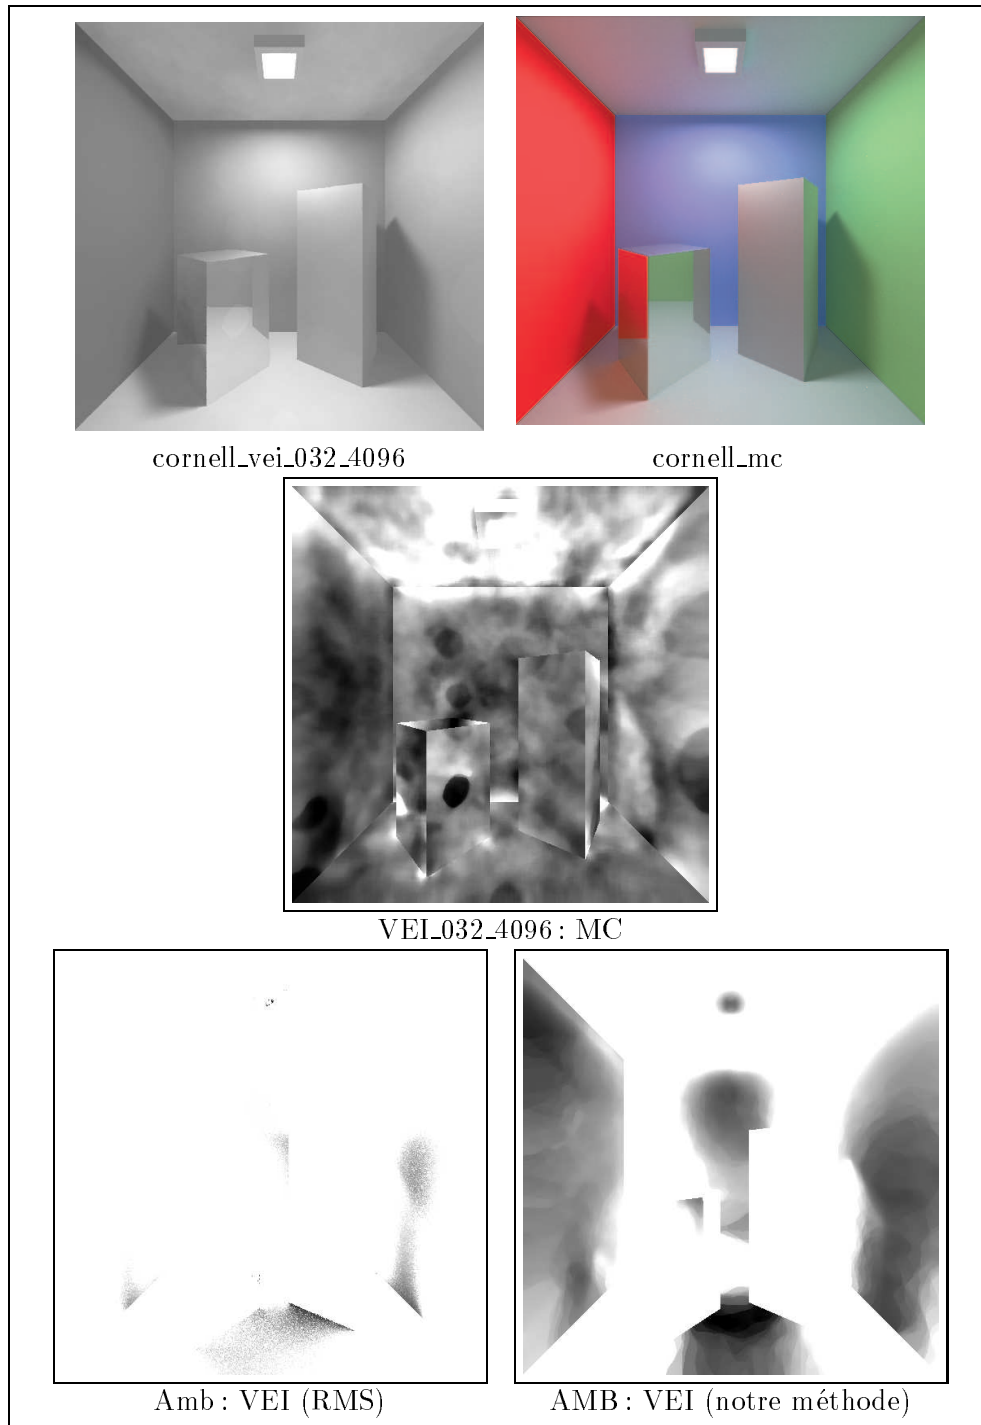 cornell_vei_032_4096
cornell_mc
VEI_032_4096 : MC
Amb : VEI (RMS)
AMB : VEI (notre méthode)